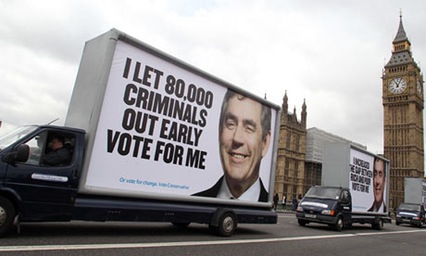 I LET 80,000
CRIMINALS
OUT EARLY
VOTE FOR ME
Or vote for change. Vote Conservative
I INCREASED
THE GAP BETWEEN
RICH AND POOR
VOTE FOR ME